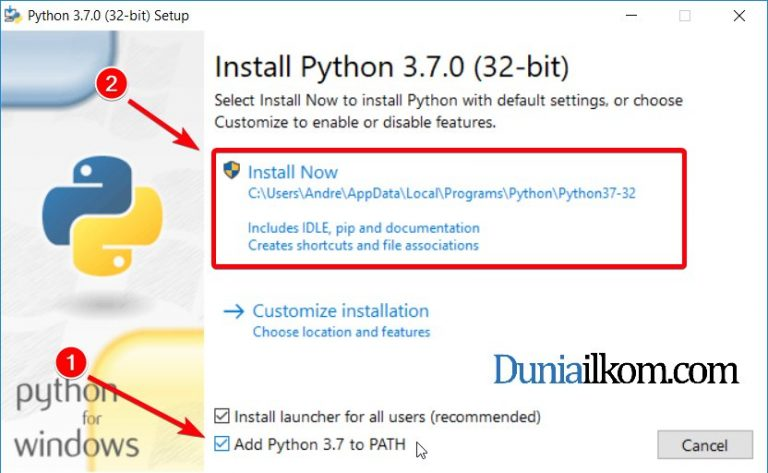 Python 3.7.0 (32-bit) Setup
Install Python 3.7.0 (32-bit)
Select Install Now to install Python with default settings, or choose
Customize to enable or disable features.
2
Install Now
C:\Users\Andre\AppData\Local\Programs\Python\Python37-32
Includes IDLE, pip and documentation
Creates shortcuts and file associations
Customize installation
Choose location and features
Duniailkom.com
1
python
for
windows
Install launcher for all users (recommended)
Add Python 3.7 to PATH
Cancel